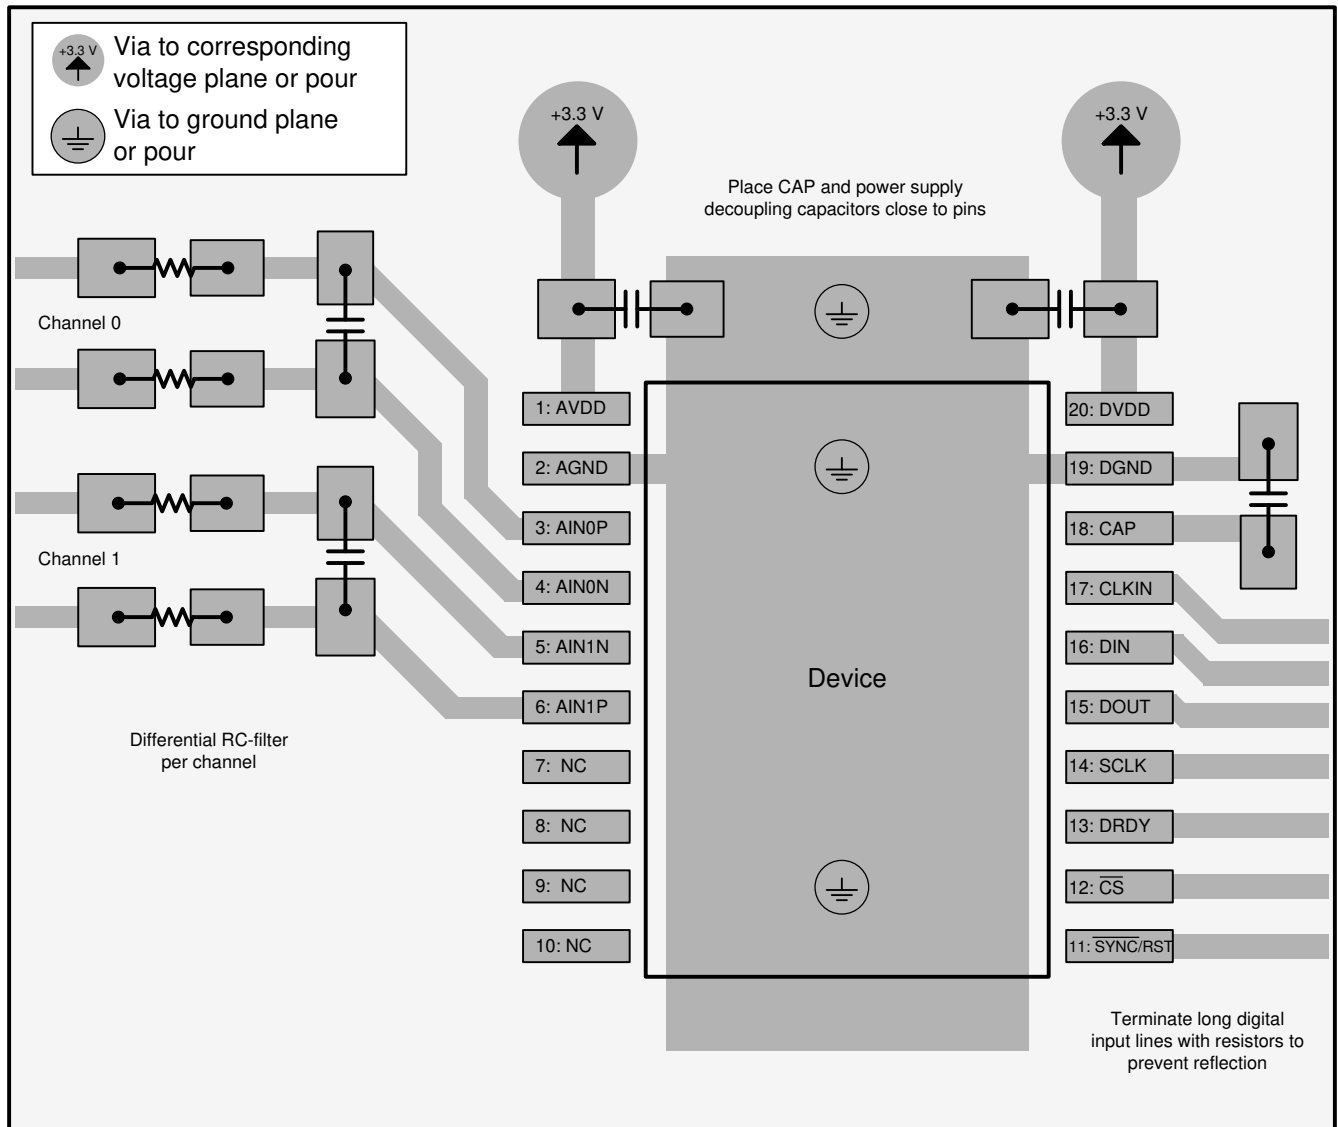 +3.3 V
Via to corresponding
voltage plane or pour
Via to ground plane
or pour
+3.3 V
+3.3 V
Place CAP and power supply
decoupling capacitors close to pins
Channel 0
Channel 1
Differential RC-filter
per channel
1: AVDD
2: AGND
3: AIN0P
4: AIN0N
5: AIN1N
6: AIN1P
7: NC
8: NC
9: NC
10: NC
Device
20: DVDD
19: DGND
18: CAP
17: CLKIN
16: DIN
15: DOUT
14: SCLK
13: DRDY
12: C̅S̅
11: S̅Y̅N̅C̅/RST
Terminate long digital
input lines with resistors to
prevent reflection